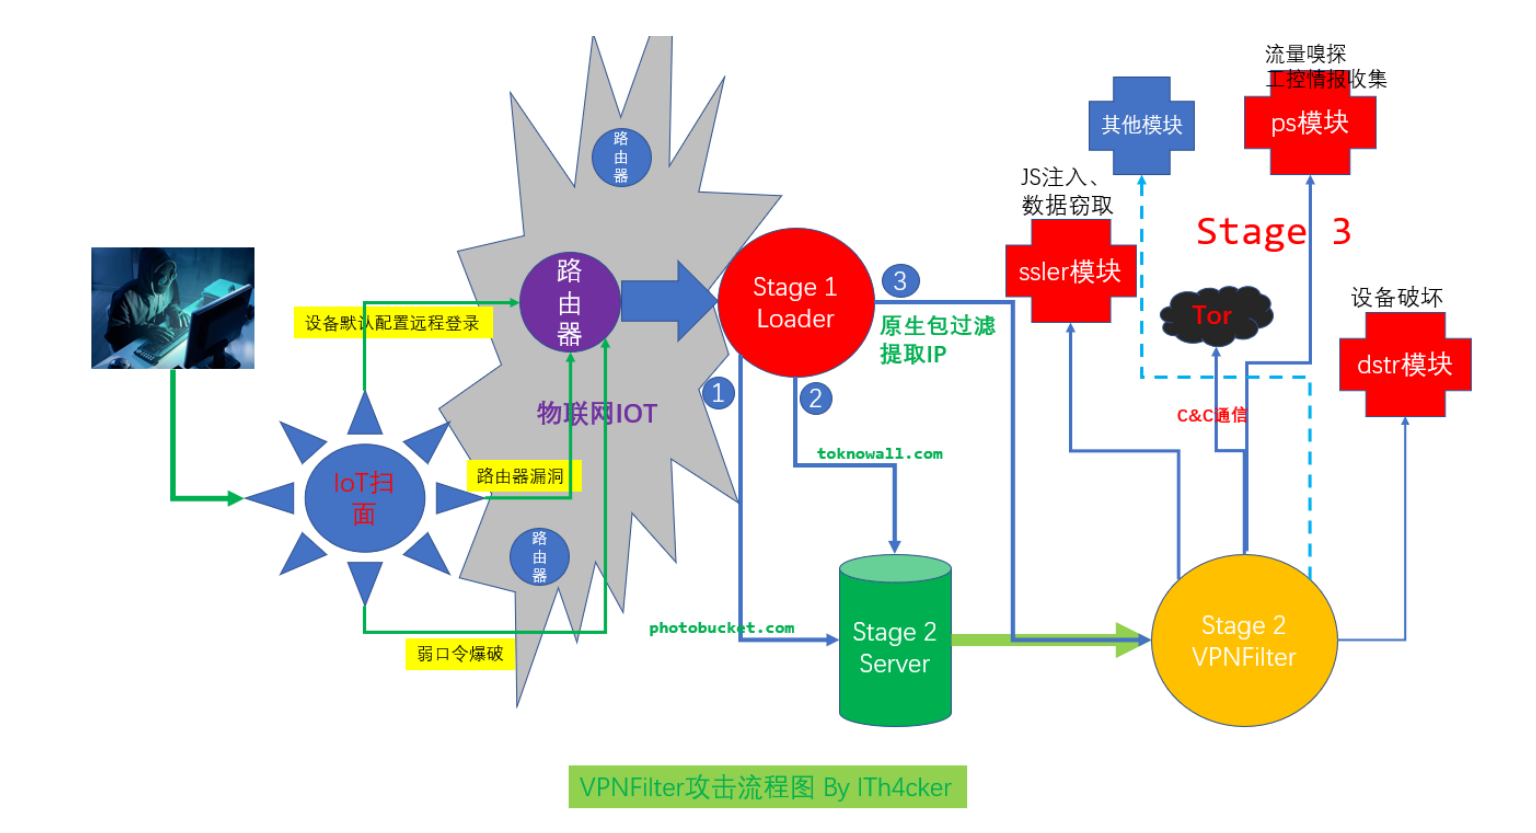 流量嗅探
工控情报收集
其他模块
ps模块
路
由
器
JS注入、
数据窃取
Stage 3
ssler模块
路
由
器
Stage 1
Loader
3
设备默认配置远程登录
原生包过滤
提取IP
Tor
设备破坏
dstr模块
1
2
物联网IOT
C&C通信
toknowall.com
路由器漏洞
IoT扫
面
路
由
器
photobucket.com
弱口令爆破
Stage 2
Server
Stage 2
VPNFilter
VPNFilter攻击流程图 By ITh4cker